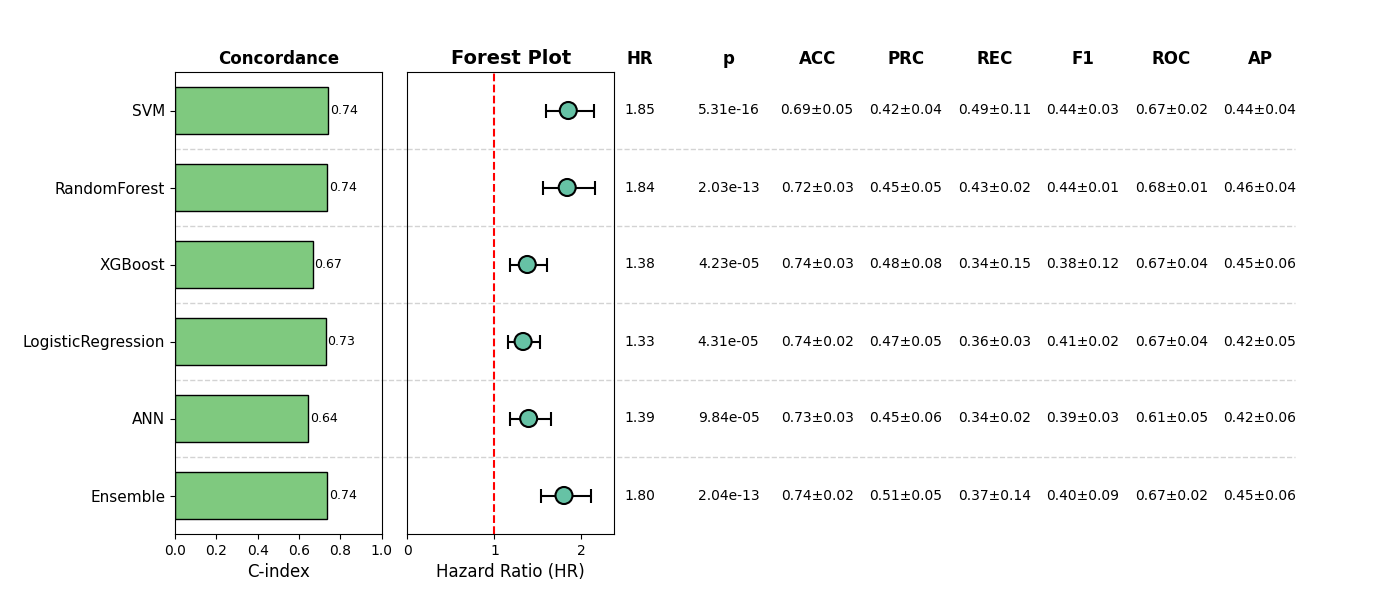 Concordance Forest Plot HR p ACC PRC REC F1 ROC AP
SVM 0.74 1.85 5.31e-16 0.69±0.05 0.42±0.04 0.49±0.11 0.44±0.03 0.67±0.02 0.44±0.04
RandomForest 0.74 1.84 2.03e-13 0.72±0.03 0.45±0.05 0.43±0.02 0.44±0.01 0.68±0.01 0.46±0.04
XGBoost 0.67 1.38 4.23e-05 0.74±0.03 0.48±0.08 0.34±0.15 0.38±0.12 0.67±0.04 0.45±0.06
LogisticRegression 0.73 1.33 4.31e-05 0.74±0.02 0.47±0.05 0.36±0.03 0.41±0.02 0.67±0.04 0.42±0.05
ANN 0.64 1.39 9.84e-05 0.73±0.03 0.45±0.06 0.34±0.02 0.39±0.03 0.61±0.05 0.42±0.06
Ensemble 0.74 1.80 2.04e-13 0.74±0.02 0.51±0.05 0.37±0.14 0.40±0.09 0.67±0.02 0.45±0.06
0.0 0.2 0.4 0.6 0.8 1.0 0 1 2
C-index Hazard Ratio (HR)